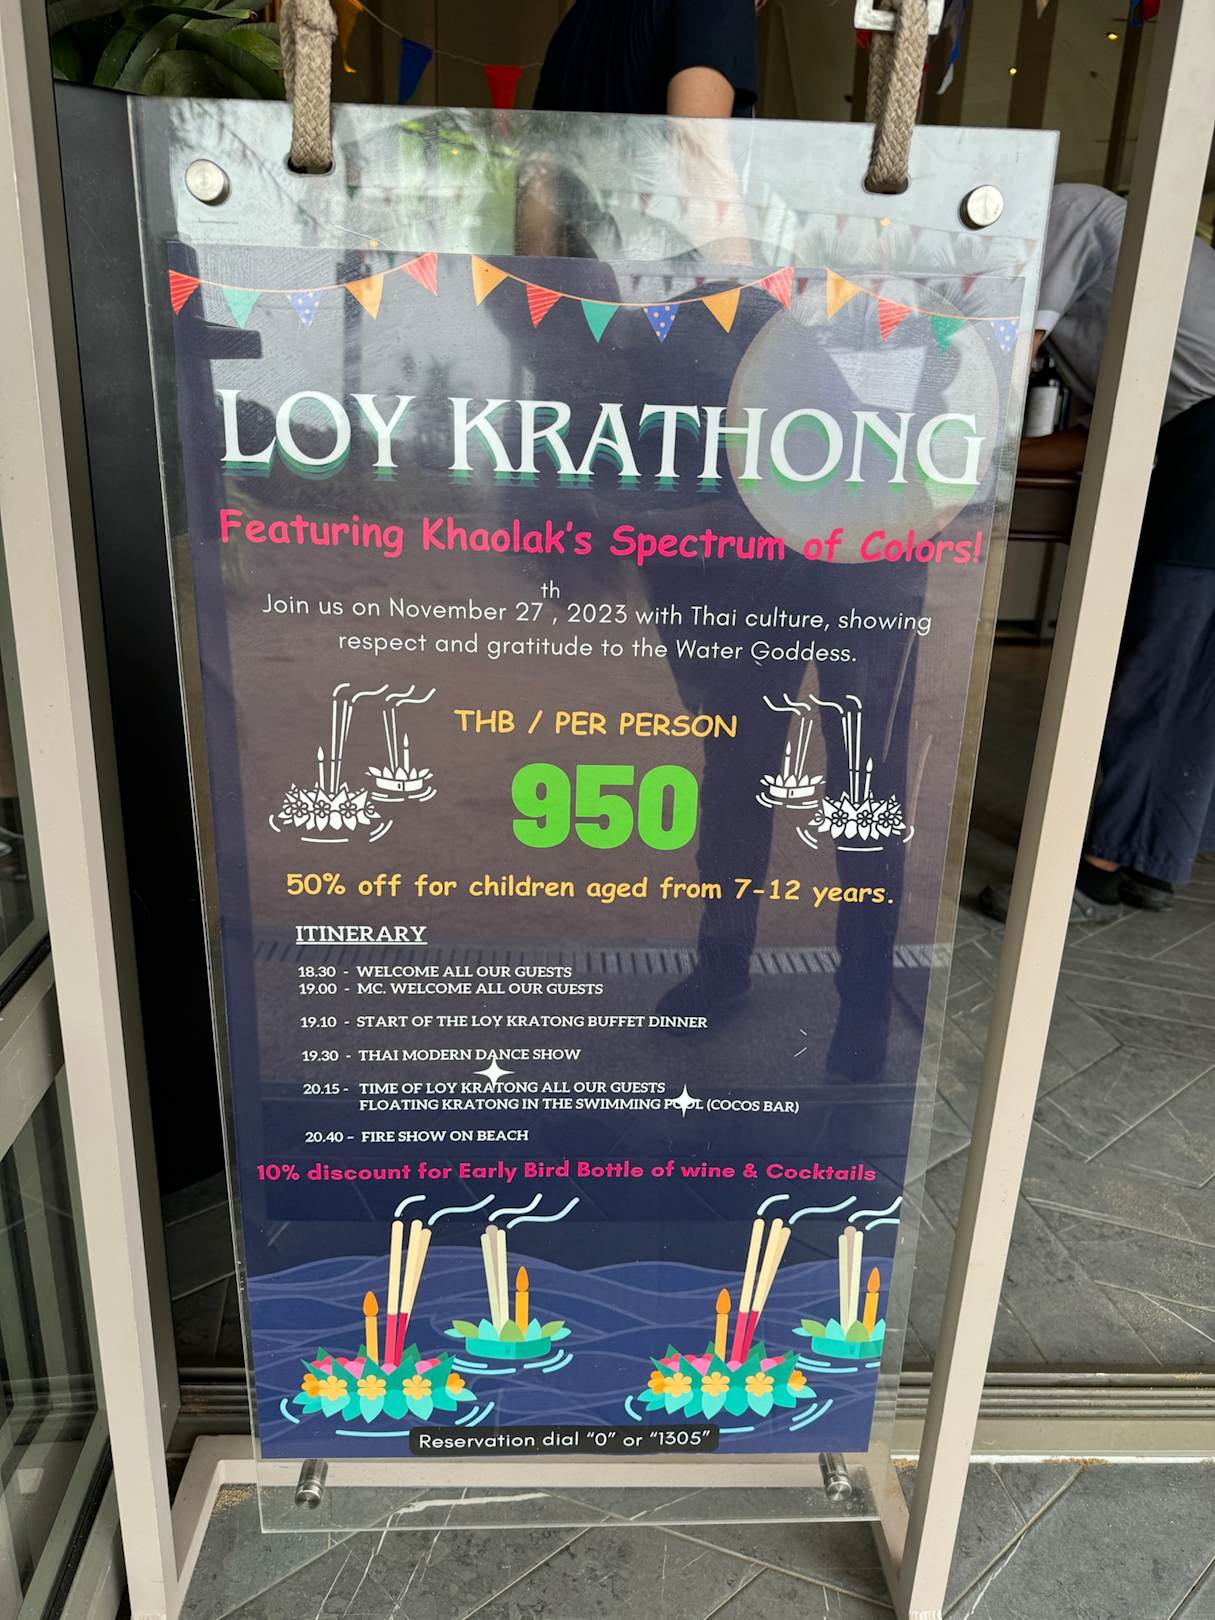 LOY KRATHONG
Featuring Khaolak's Spectrum of Colors!
Join us on November 27th, 2023 with Thai culture, showing
respect and gratitude to the Water Goddess.
THB / PER PERSON
950
50% off for children aged from 7-12 years.
ITINERARY
18.30 - WELCOME ALL OUR GUESTS
19.00 - MC. WELCOME ALL OUR GUESTS
19.10 - START OF THE LOY KRATONG BUFFET DINNER
19.30 - THAI MODERN DANCE SHOW
20.15 - TIME OF LOY KRATONG ALL OUR GUESTS
FLOATING KRATONG IN THE SWIMMING POOL (COCOS BAR)
20.40 - FIRE SHOW ON BEACH
10% discount for Early Bird Bottle of wine & Cocktails
Reservation dial "0" or "1305"